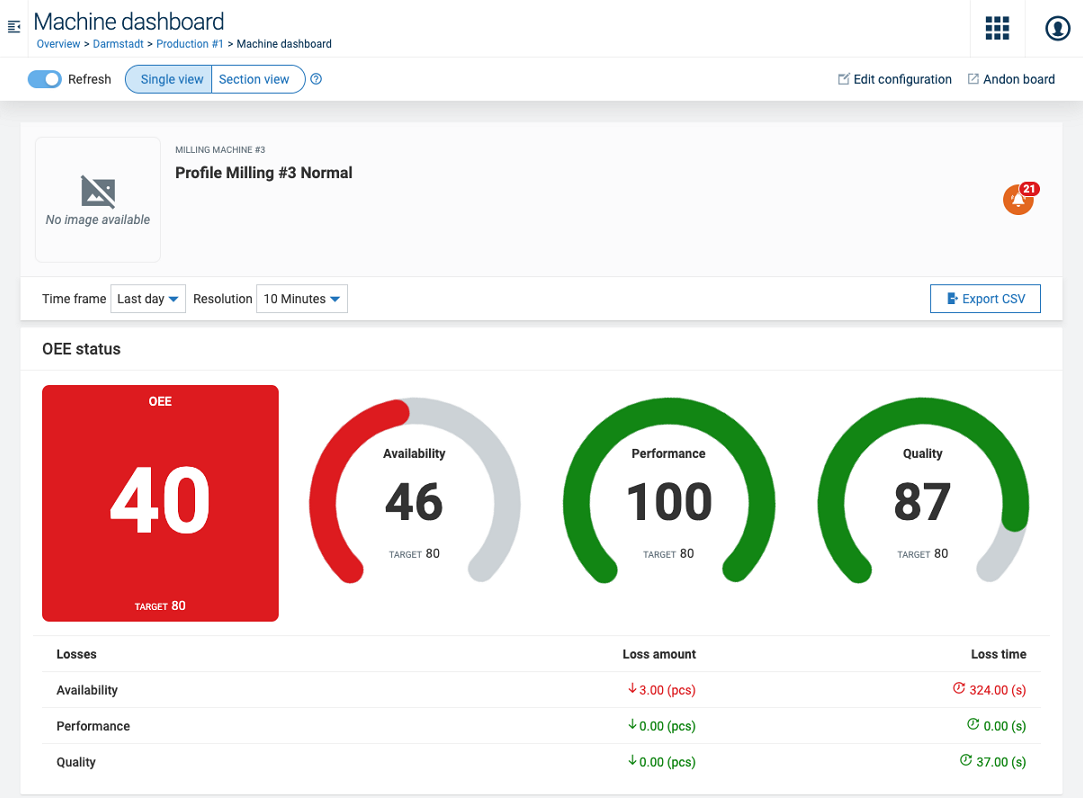 Machine dashboard
Overview > Darmstadt > Production #1 > Machine dashboard
Refresh Single view Section view ? Edit configuration Andon board
No image available
MILLING MACHINE #3
Profile Milling #3 Normal
21
Time frame Last day Resolution 10 Minutes Export CSV
OEE status
OEE
40
TARGET 80
Availability
46
TARGET 80
Performance
100
TARGET 80
Quality
87
TARGET 80
Losses Loss amount Loss time
Availability 3.00 (pcs) 324.00 (s)
Performance 0.00 (pcs) 0.00 (s)
Quality 0.00 (pcs) 37.00 (s)